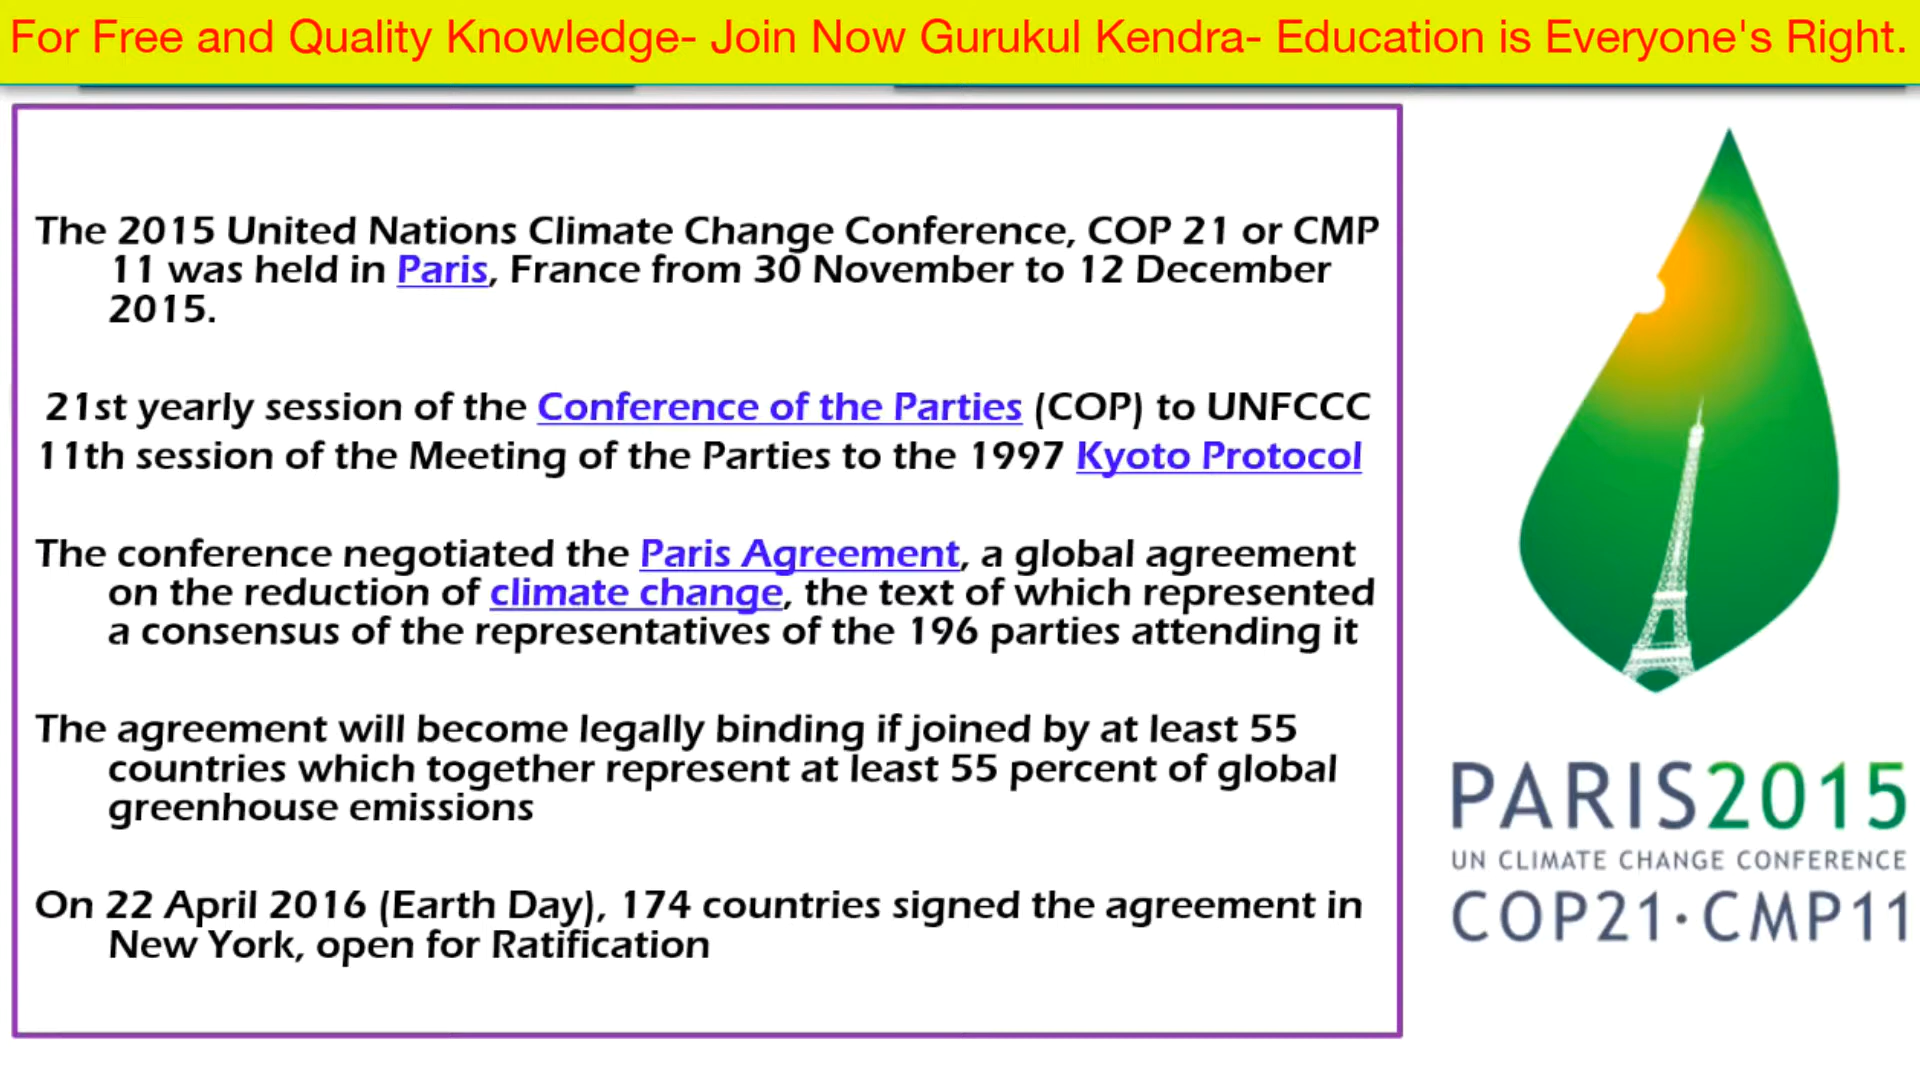 For Free and Quality Knowledge- Join Now Gurukul Kendra- Education is Everyone's Right.
The 2015 United Nations Climate Change Conference, COP 21 or CMP
11 was held in Paris, France from 30 November to 12 December
2015.
21st yearly session of the Conference of the Parties (COP) to UNFCCC
11th session of the Meeting of the Parties to the 1997 Kyoto Protocol
The conference negotiated the Paris Agreement, a global agreement
on the reduction of climate change, the text of which represented
a consensus of the representatives of the 196 parties attending it
The agreement will become legally binding if joined by at least 55
countries which together represent at least 55 percent of global
greenhouse emissions
On 22 April 2016 (Earth Day), 174 countries signed the agreement in
New York, open for Ratification
PARIS2015
UN CLIMATE CHANGE CONFERENCE
COP21·CMP11